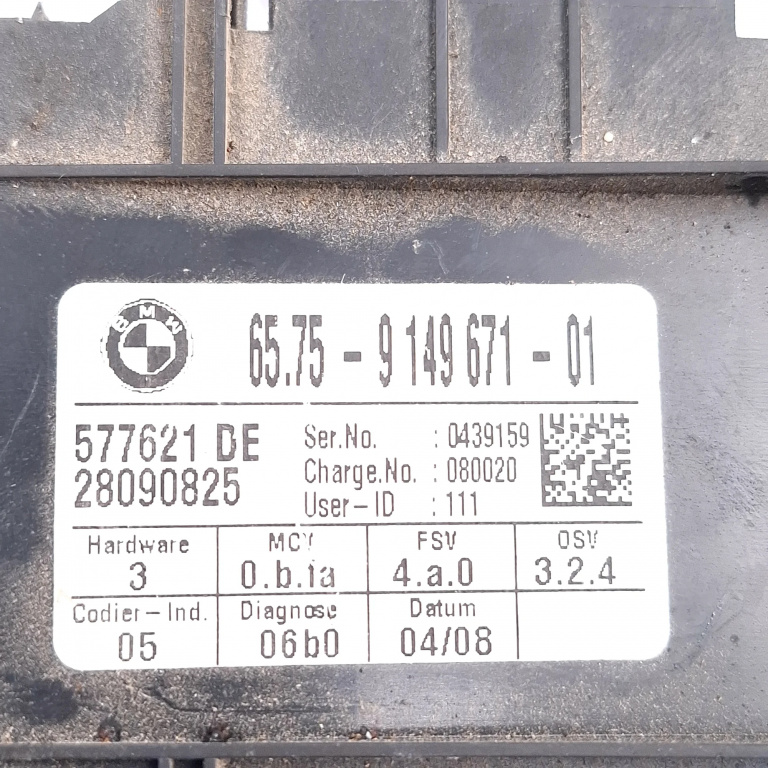 BMW
65.75 - 9 149 671 - 01
577621 DE
28090825
Ser.No. : 0439159
Charge.No. : 080020
User-ID : 111
Hardware MCV FSV OSV
3 0.b.1a 4.a.0 3.2.4
Codier-Ind. Diagnose Datum
05 06b0 04/08